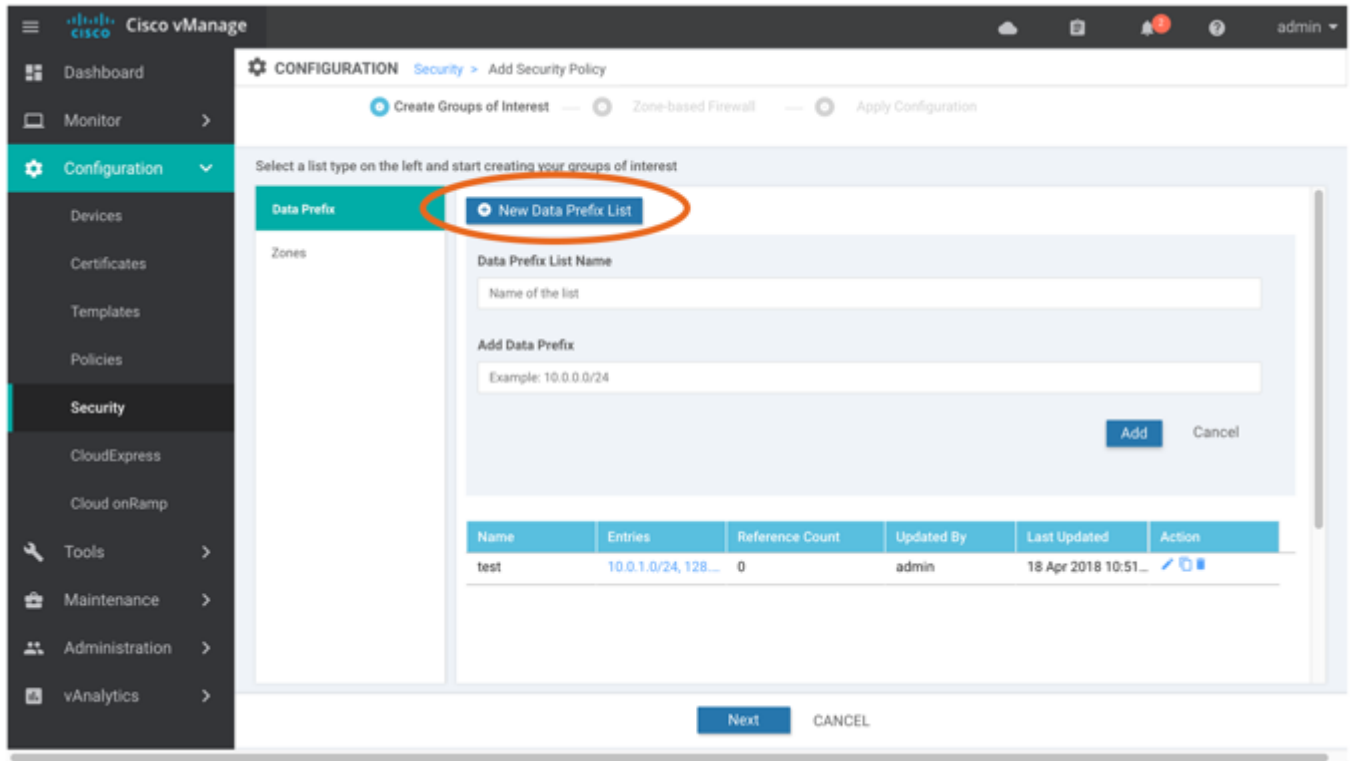 cisco Cisco vManage
2
admin
Dashboard
Monitor
Configuration
Devices
Certificates
Templates
Policies
Security
CloudExpress
Cloud onRamp
Tools
Maintenance
Administration
vAnalytics
CONFIGURATION Security > Add Security Policy
Create Groups of Interest Zone-based Firewall Apply Configuration
Select a list type on the left and start creating your groups of interest
Data Prefix
Zones
New Data Prefix List
Data Prefix List Name
Name of the list
Add Data Prefix
Example: 10.0.0.0/24
Add Cancel
Name Entries Reference Count Updated By Last Updated Action
test 10.0.1.0/24, 128... 0 admin 18 Apr 2018 10:51...
Next CANCEL